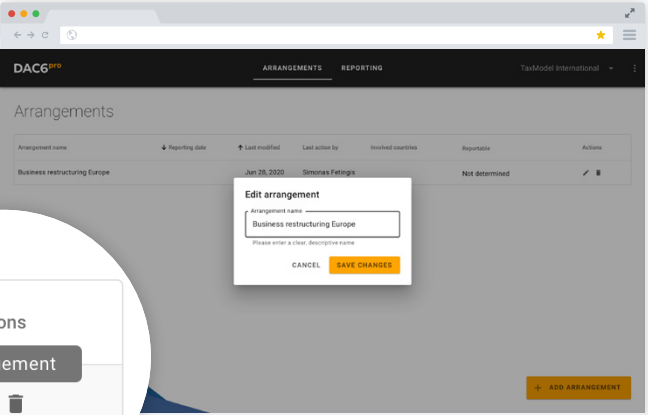 DAC6pro
ARRANGEMENTS REPORTING
TaxModel International
Arrangements
Arrangement name Reporting date Last modified Last action by Involved countries Reportable Actions
Business restructuring Europe Jun 28, 2020 Simonas Fetingis Not determined
Edit arrangement
Arrangement name
Business restructuring Europe
Please enter a clear, descriptive name
CANCEL SAVE CHANGES
ons
ement
+ ADD ARRANGEMENT